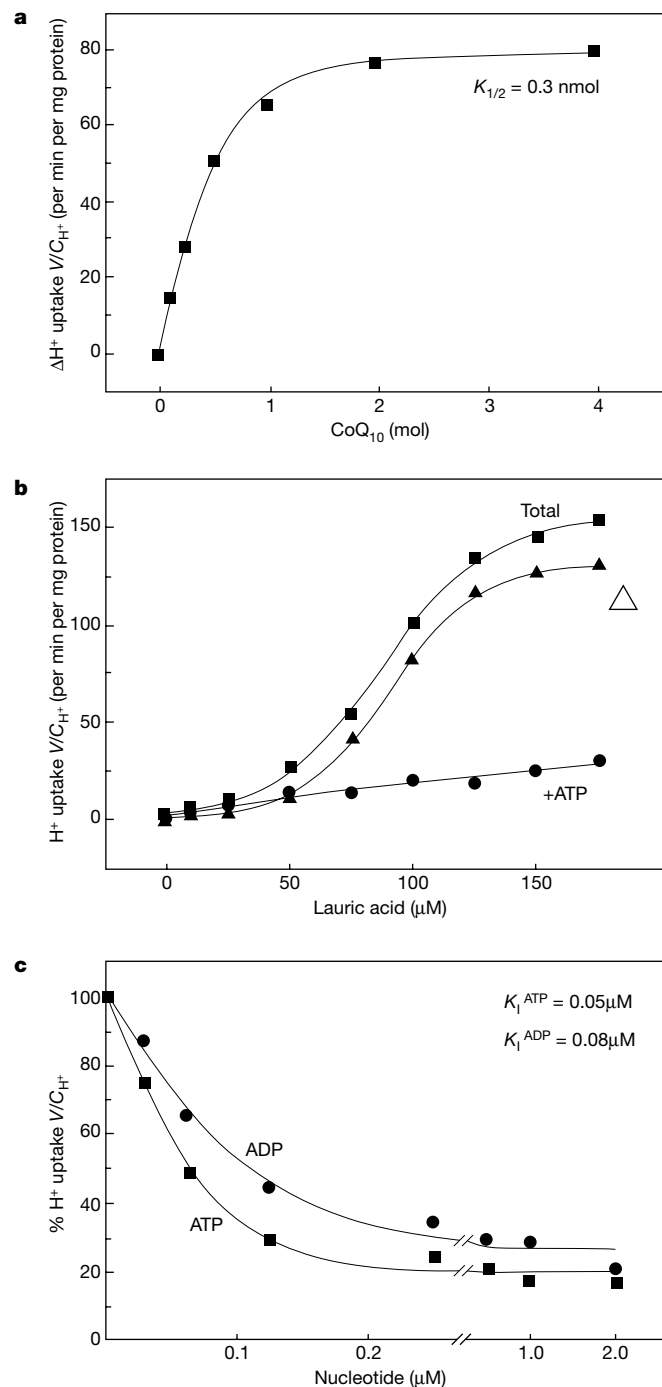 a
ΔH⁺ uptake V/C_H⁺ (per min per mg protein)
80
60
40
20
0
K₁/₂ = 0.3 nmol
0 1 2 3 4
CoQ₁₀ (mol)
b
H⁺ uptake V/C_H⁺ (per min per mg protein)
150
100
50
0
Total
+ATP
0 50 100 150
Lauric acid (μM)
c
% H⁺ uptake V/C_H⁺
100
80
60
40
20
0
K_I^ATP = 0.05μM
K_I^ADP = 0.08μM
ADP
ATP
0.1 0.2 1.0 2.0
Nucleotide (μM)